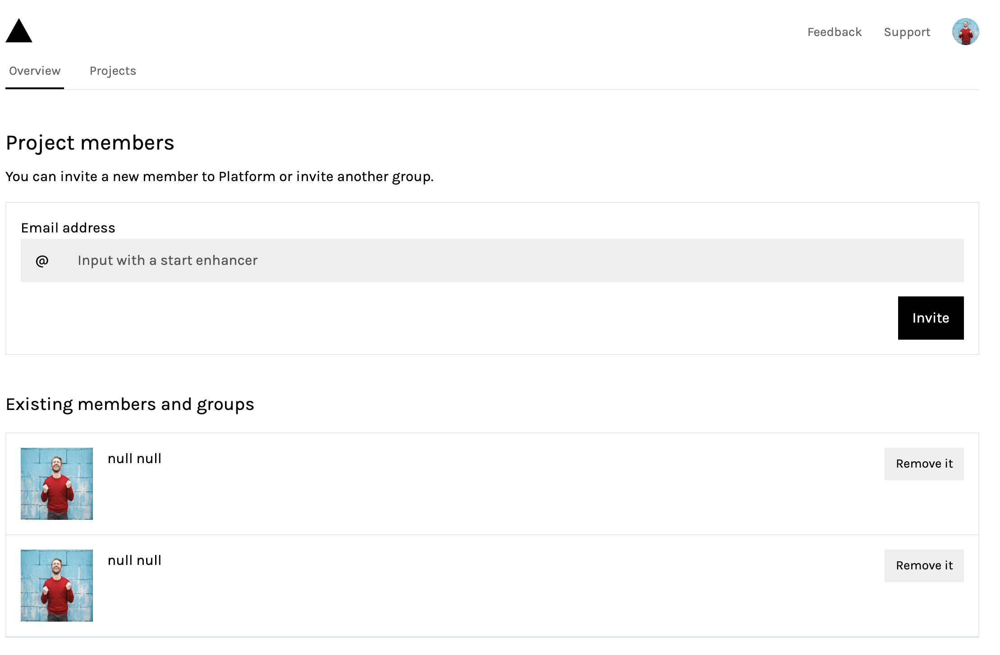 Feedback Support
Overview Projects
Project members
You can invite a new member to Platform or invite another group.
Email address
@ Input with a start enhancer
Invite
Existing members and groups
null null
Remove it
null null
Remove it